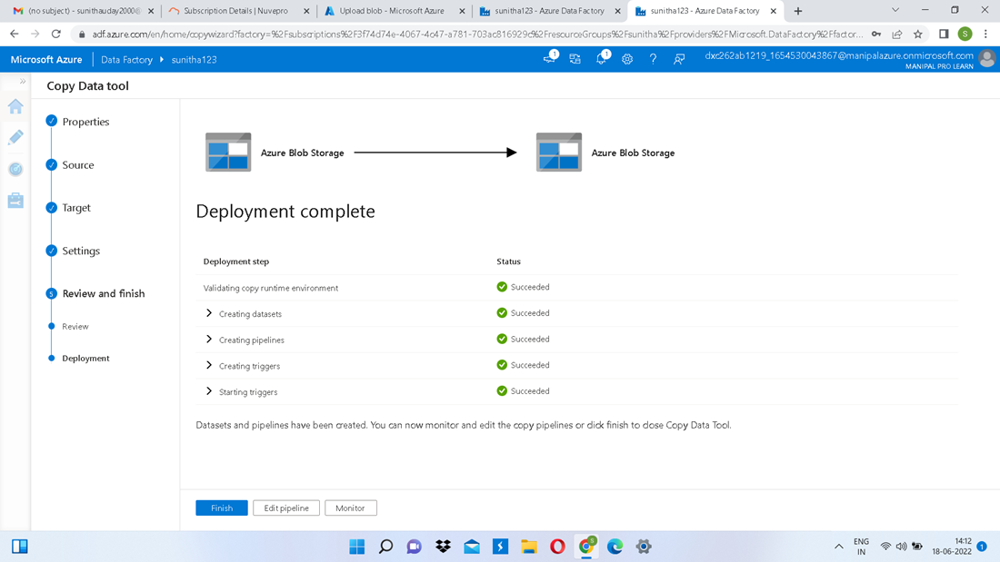 (no subject) - sunithauday2000@
Subscription Details | Nuvepro
Upload blob - Microsoft Azure
sunitha123 - Azure Data Factory
sunitha123 - Azure Data Factory
adf.azure.com/en/home/copywizard?factory=%2Fsubscriptions%2F3f74d74e-4067-4c47-a781-703ac816929c%2FresourceGroups%2Fsunitha%2Fproviders%2FMicrosoft.DataFactory%2Ffactor...
S
Microsoft Azure
Data Factory
sunitha123
1
1
dxc262ab1219_1654530043867@manipalazure.onmicrosoft.com
MANIPAL PRO LEARN
Copy Data tool
Properties
Source
Target
Settings
5 Review and finish
Review
Deployment
Azure Blob Storage
Azure Blob Storage
Deployment complete
Deployment step Status
Validating copy runtime environment Succeeded
Creating datasets Succeeded
Creating pipelines Succeeded
Creating triggers Succeeded
Starting triggers Succeeded
Datasets and pipelines have been created. You can now monitor and edit the copy pipelines or click finish to close Copy Data Tool.
Finish Edit pipeline Monitor
ENG
IN
14:12
18-06-2022
1